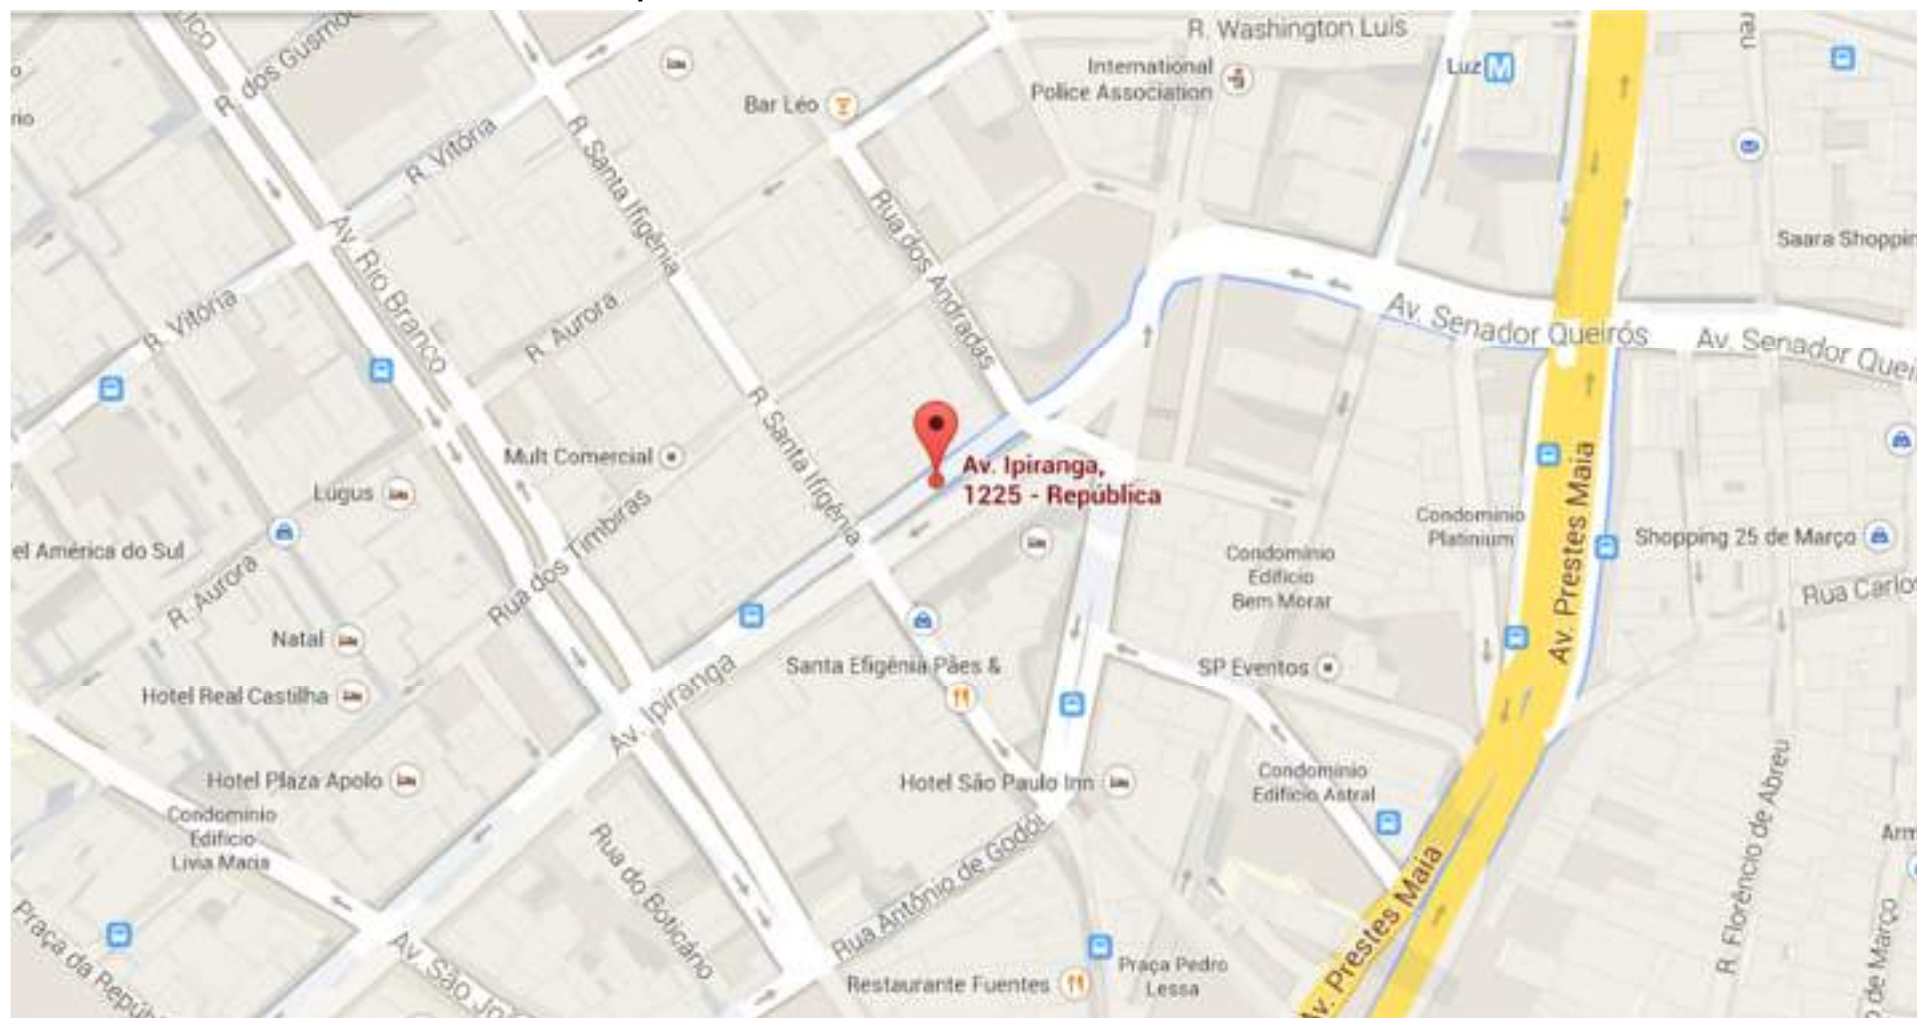 R. Washington Luís
R. dos Gusmõe
International
Police Association
Luz
M
Bar Léo
R. Vitória
R. Santa Ifigênia
Rua dos Andradas
Saara Shoppin
Av. Rio Branco
R. Vitória
R. Aurora
Av. Senador Queirós
Av. Senador Quei
R. Santa Ifigênia
Mult Comercial
Av. Ipiranga,
1225 - República
Lugus
Condomínio
Platinium
Av. Prestes Maia
Shopping 25 de Março
el América do Sul
Rua dos Timbiras
Condomínio
Edifício
Bem Morar
R. Aurora
Rua Carlos
Natal
Santa Efigênia Pães &
SP Eventos
Hotel Real Castilha
Av. Ipiranga
Hotel Plaza Apolo
Hotel São Paulo Inn
Condomínio
Edifício Astral
Condomínio
Edifício
Livia Maria
Rua do Boticário
Rua Antônio de Godói
R. Florêncio de Abreu
Arm
Praça da Repúb
Av. São Joã
Av. Prestes Maia
Restaurante Fuentes
Praça Pedro
Lessa
o de Março